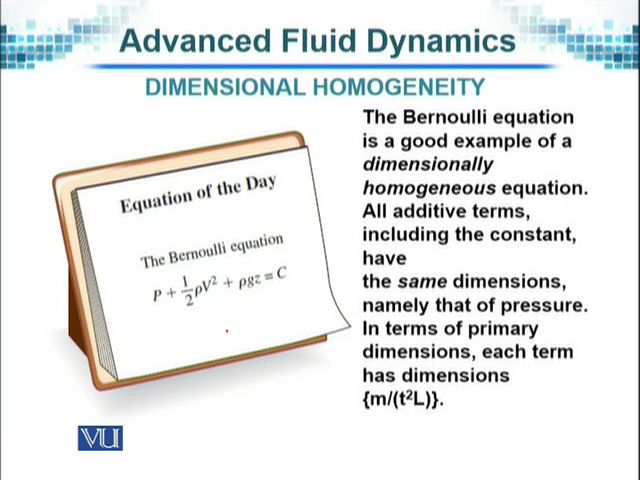 Advanced Fluid Dynamics
DIMENSIONAL HOMOGENEITY
Equation of the Day
The Bernoulli equation
P + 1/2 ρV² + ρgz = C
The Bernoulli equation
is a good example of a
dimensionally
homogeneous equation.
All additive terms,
including the constant,
have
the same dimensions,
namely that of pressure.
In terms of primary
dimensions, each term
has dimensions
{m/(t²L)}.
VU